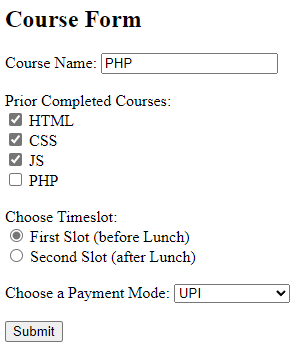 Course Form
Course Name: PHP
Prior Completed Courses:
HTML
CSS
JS
PHP
Choose Timeslot:
First Slot (before Lunch)
Second Slot (after Lunch)
Choose a Payment Mode: UPI
Submit